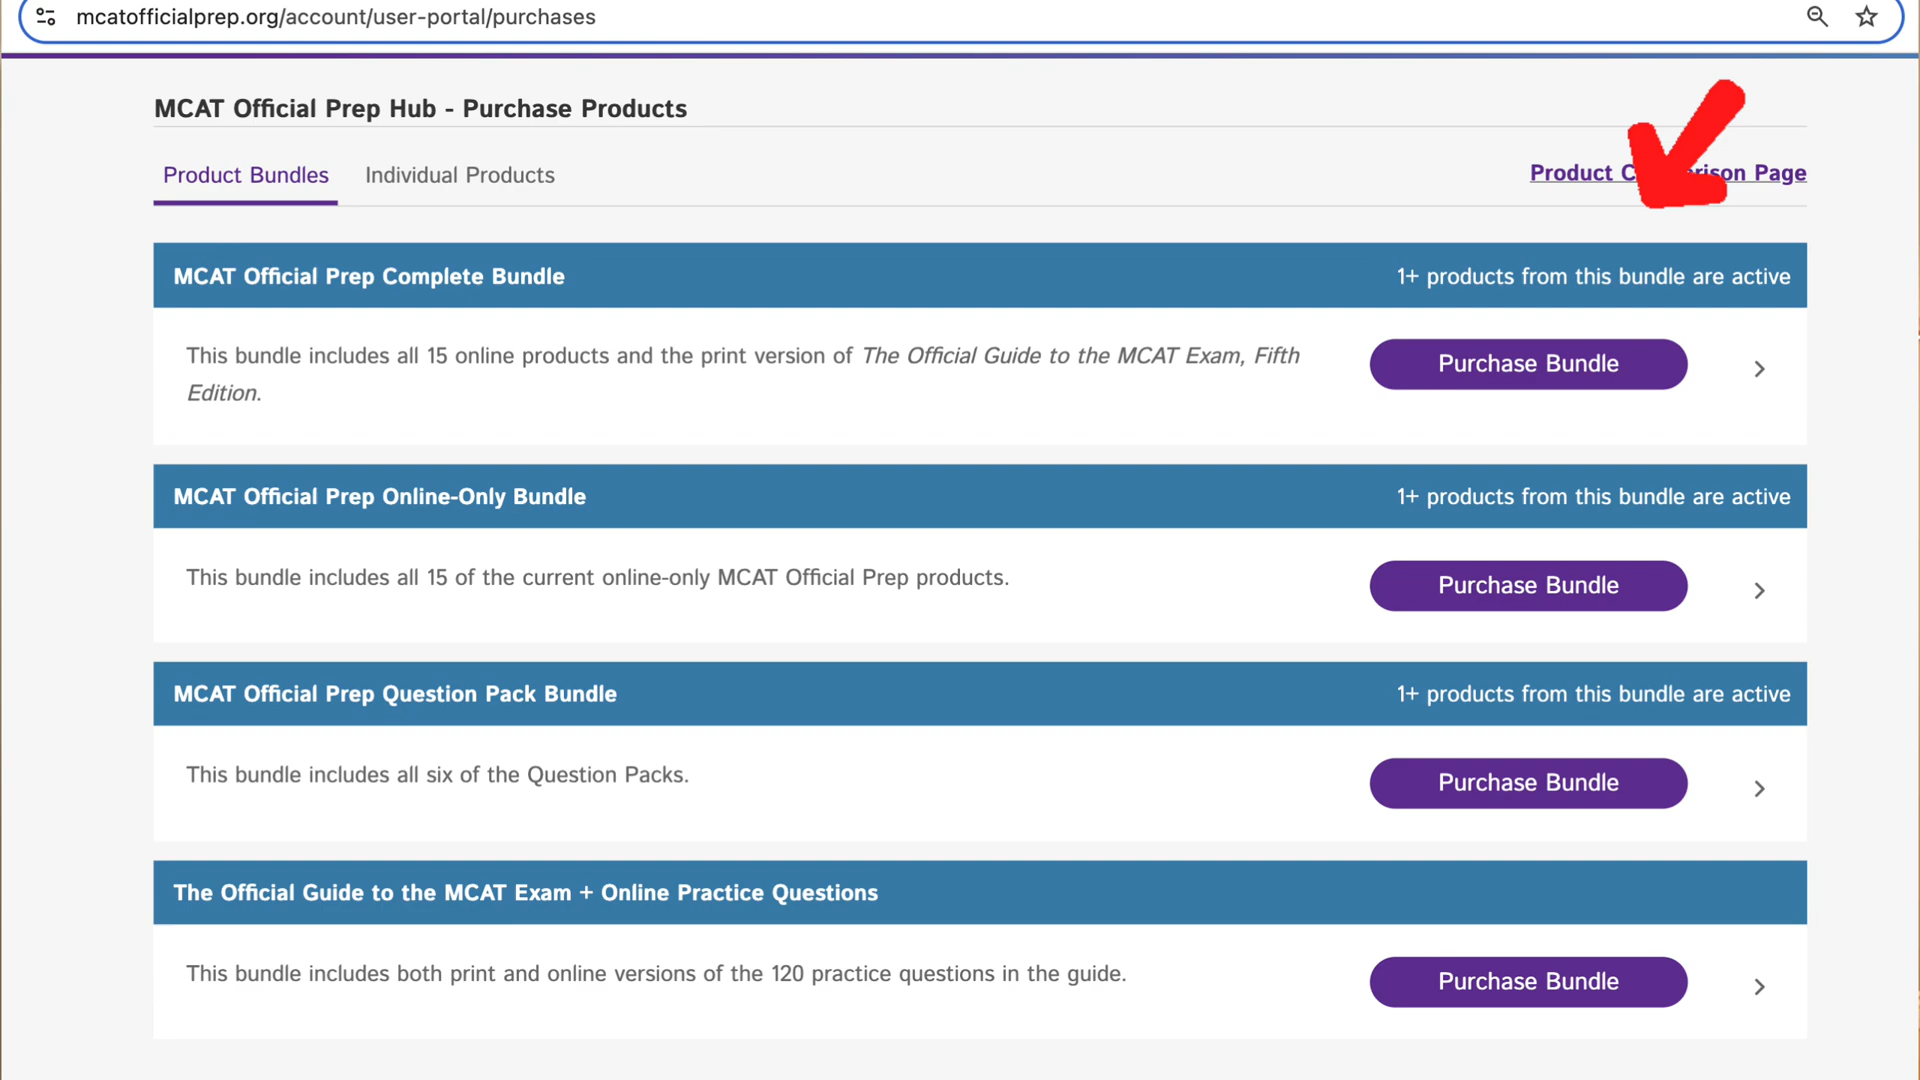 mcatofficialprep.org/account/user-portal/purchases
MCAT Official Prep Hub - Purchase Products
Product Bundles
Individual Products
Product C rison Page
MCAT Official Prep Complete Bundle
1+ products from this bundle are active
This bundle includes all 15 online products and the print version of The Official Guide to the MCAT Exam, Fifth
Edition.
Purchase Bundle
MCAT Official Prep Online-Only Bundle
1+ products from this bundle are active
This bundle includes all 15 of the current online-only MCAT Official Prep products.
Purchase Bundle
MCAT Official Prep Question Pack Bundle
1+ products from this bundle are active
This bundle includes all six of the Question Packs.
Purchase Bundle
The Official Guide to the MCAT Exam + Online Practice Questions
This bundle includes both print and online versions of the 120 practice questions in the guide.
Purchase Bundle